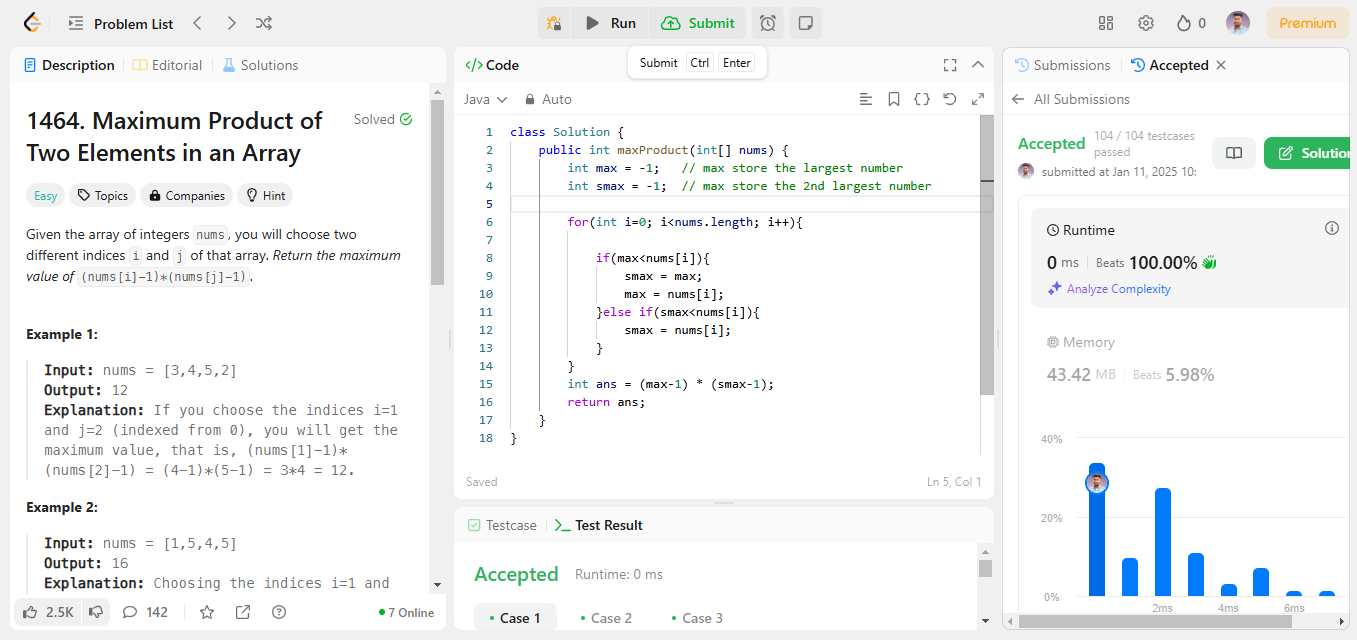 Problem List
Run
Submit
0
Premium
Submit Ctrl Enter
Description
Editorial
Solutions
1464. Maximum Product of
Two Elements in an Array
Solved
Easy
Topics
Companies
Hint
Given the array of integers nums, you will choose two
different indices i and j of that array. Return the maximum
value of (nums[i]-1)*(nums[j]-1).
Example 1:
Input: nums = [3,4,5,2]
Output: 12
Explanation: If you choose the indices i=1
and j=2 (indexed from 0), you will get the
maximum value, that is, (nums[1]-1)*
(nums[2]-1) = (4-1)*(5-1) = 3*4 = 12.
Example 2:
Input: nums = [1,5,4,5]
Output: 16
Explanation: Choosing the indices i=1 and
2.5K
142
7 Online
Code
Java
Auto
1 class Solution {
2 public int maxProduct(int[] nums) {
3 int max = -1; // max store the largest number
4 int smax = -1; // max store the 2nd largest number
5
6 for(int i=0; i<nums.length; i++){
7
8 if(max<nums[i]){
9 smax = max;
10 max = nums[i];
11 }else if(smax<nums[i]){
12 smax = nums[i];
13 }
14 }
15 int ans = (max-1) * (smax-1);
16 return ans;
17 }
18 }
Saved
Ln 5, Col 1
Testcase
Test Result
Accepted Runtime: 0 ms
Case 1
Case 2
Case 3
Submissions
Accepted
All Submissions
Accepted
104 / 104 testcases
passed
submitted at Jan 11, 2025 10:
Solution
Runtime
0 ms Beats 100.00%
Analyze Complexity
Memory
43.42 MB Beats 5.98%
40%
20%
0%
2ms 4ms 6ms